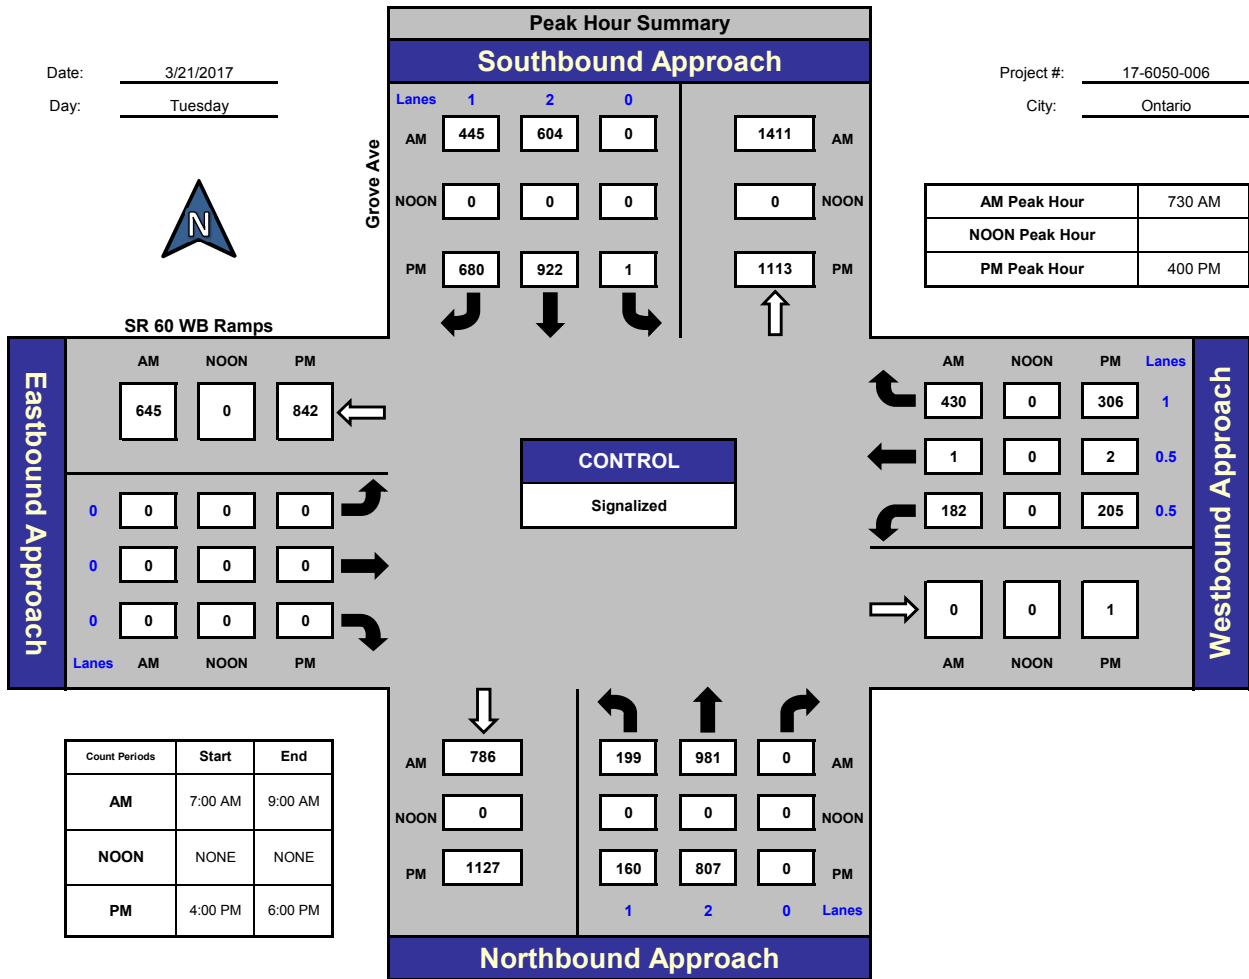 Peak Hour Summary
Southbound Approach
Date: 3/21/2017
Day: Tuesday
Project #: 17-6050-006
City: Ontario
N
Grove Ave
Lanes 1 2 0
AM 445 604 0 1411 AM
NOON 0 0 0 0 NOON
PM 680 922 1 1113 PM
AM Peak Hour 730 AM
NOON Peak Hour
PM Peak Hour 400 PM
SR 60 WB Ramps
Eastbound Approach
AM NOON PM
645 0 842
0 0 0 0
0 0 0 0
0 0 0 0
Lanes AM NOON PM
CONTROL
Signalized
AM NOON PM Lanes
430 0 306 1
1 0 2 0.5
182 0 205 0.5
0 0 1
AM NOON PM
Westbound Approach
Count Periods Start End
AM 7:00 AM 9:00 AM
NOON NONE NONE
PM 4:00 PM 6:00 PM
AM 786 199 981 0 AM
NOON 0 0 0 0 NOON
PM 1127 160 807 0 PM
1 2 0 Lanes
Northbound Approach